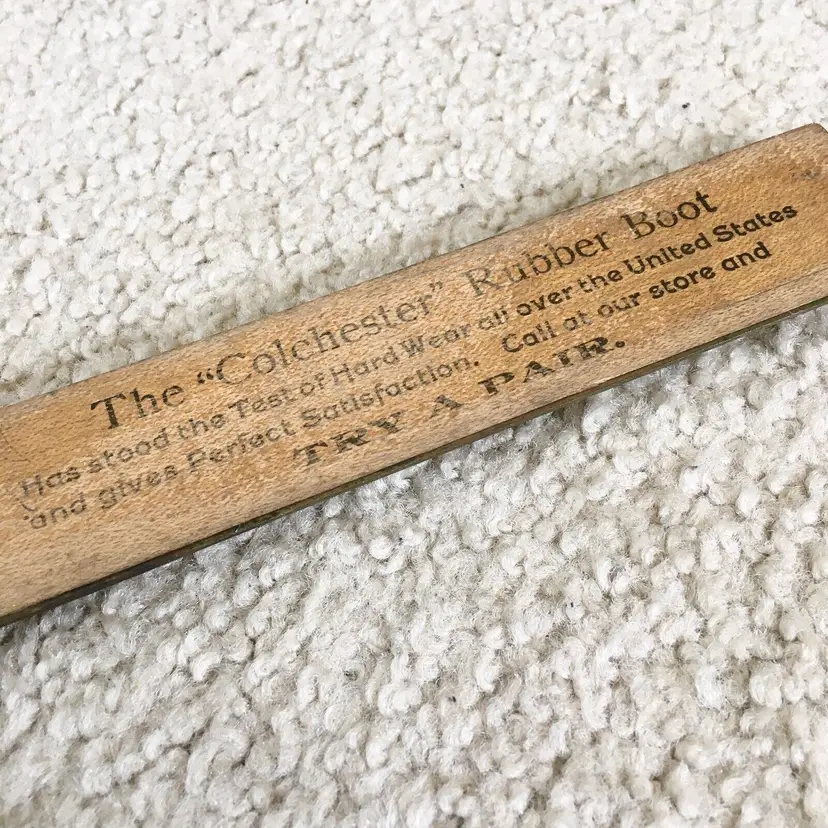 The "Colchester" Rubber Boot
Has stood the Test of Hard Wear all over the United States
and gives Perfect Satisfaction. Call at our store and
TRY A PAIR.